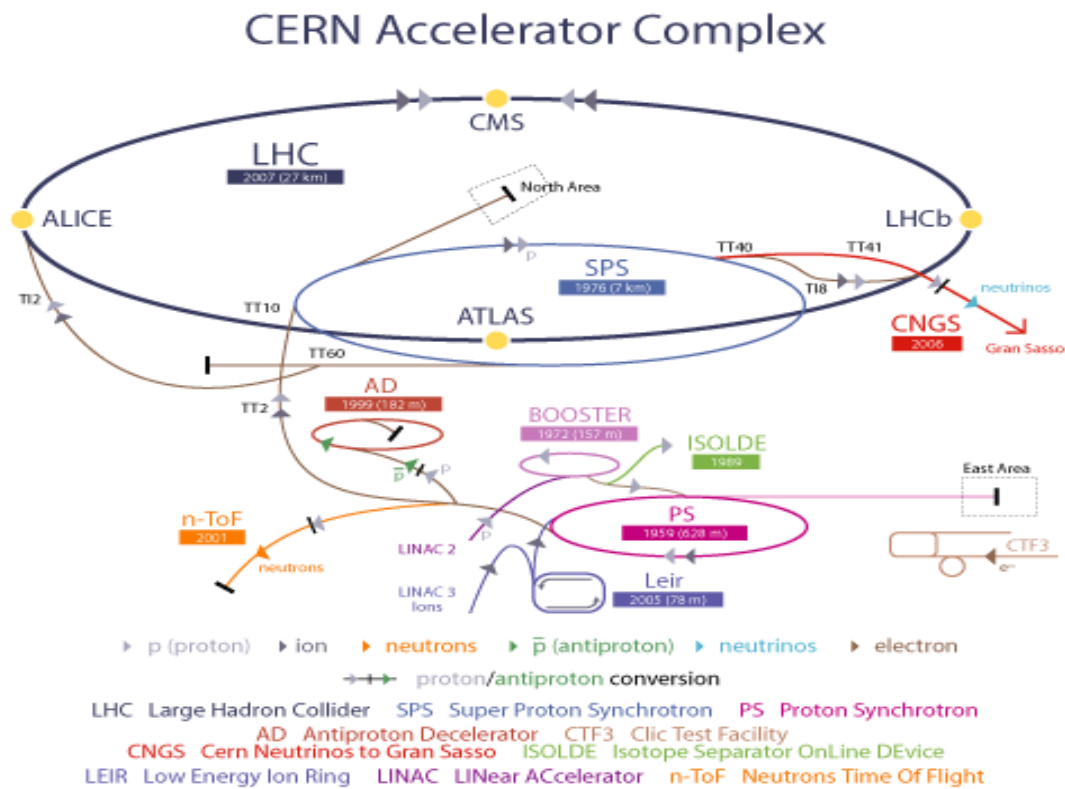 CERN Accelerator Complex
CMS
LHC
2007 (27 km)
North Area
ALICE
LHCb
TT40
TT41
p
SPS
1976 (7 km)
TI8
neutrinos
TI2
TT10
ATLAS
CNGS
2006
Gran Sasso
TT60
AD
1999 (182 m)
TT2
BOOSTER
1972 (157 m)
ISOLDE
1989
p̅
p
East Area
n-ToF
2001
PS
1959 (628 m)
LINAC 2
p
neutrons
CTF3
e⁻
LINAC 3
Ions
Leir
2005 (78 m)
p (proton) ion neutrons p̅ (antiproton) neutrinos electron
proton/antiproton conversion
LHC Large Hadron Collider SPS Super Proton Synchrotron PS Proton Synchrotron
AD Antiproton Decelerator CTF3 Clic Test Facility
CNGS Cern Neutrinos to Gran Sasso ISOLDE Isotope Separator OnLine DEvice
LEIR Low Energy Ion Ring LINAC LINear ACcelerator n-ToF Neutrons Time Of Flight